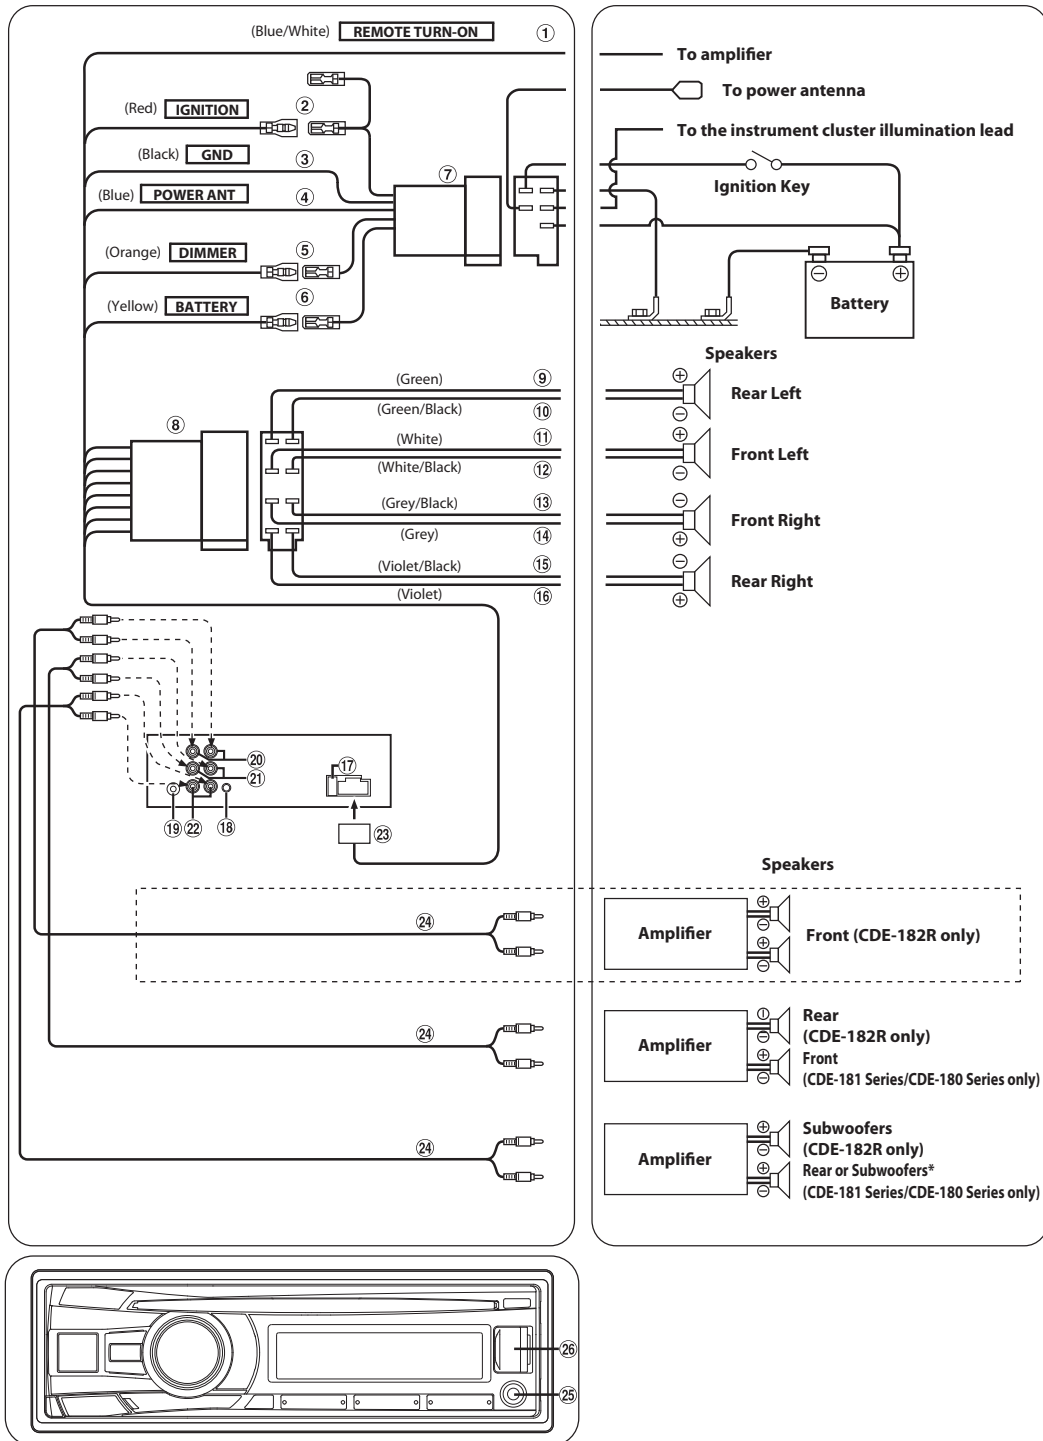 (Blue/White) REMOTE TURN-ON ①
To amplifier
To power antenna
(Red) IGNITION ②
To the instrument cluster illumination lead
(Black) GND ③
⑦
Ignition Key
(Blue) POWER ANT ④
(Orange) DIMMER ⑤
(Yellow) BATTERY ⑥
Battery
Speakers
(Green) ⑨
Rear Left
(Green/Black) ⑩
⑧
(White) ⑪
Front Left
(White/Black) ⑫
(Grey/Black) ⑬
Front Right
(Grey) ⑭
(Violet/Black) ⑮
Rear Right
(Violet) ⑯
⑳
⑰
㉑
⑲ ㉒ ⑱ ㉓
Speakers
㉔
Amplifier
Front (CDE-182R only)
㉔
Amplifier
Rear
(CDE-182R only)
Front
(CDE-181 Series/CDE-180 Series only)
㉔
Amplifier
Subwoofers
(CDE-182R only)
Rear or Subwoofers*
(CDE-181 Series/CDE-180 Series only)
㉖
㉕